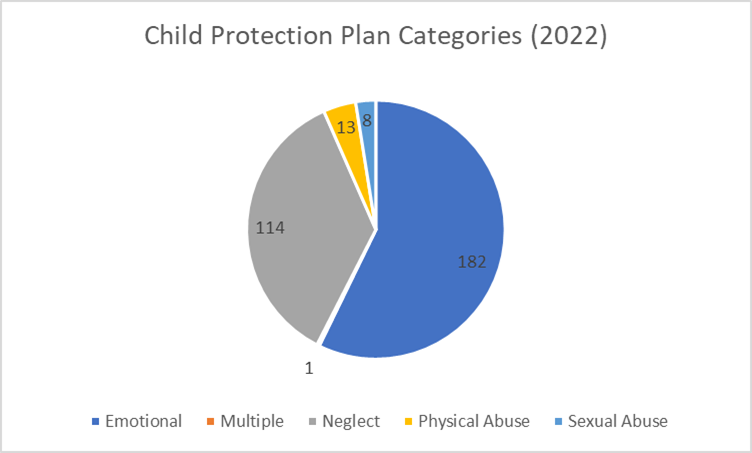 Child Protection Plan Categories (2022)
13
8
114
182
1
Emotional
Multiple
Neglect
Physical Abuse
Sexual Abuse